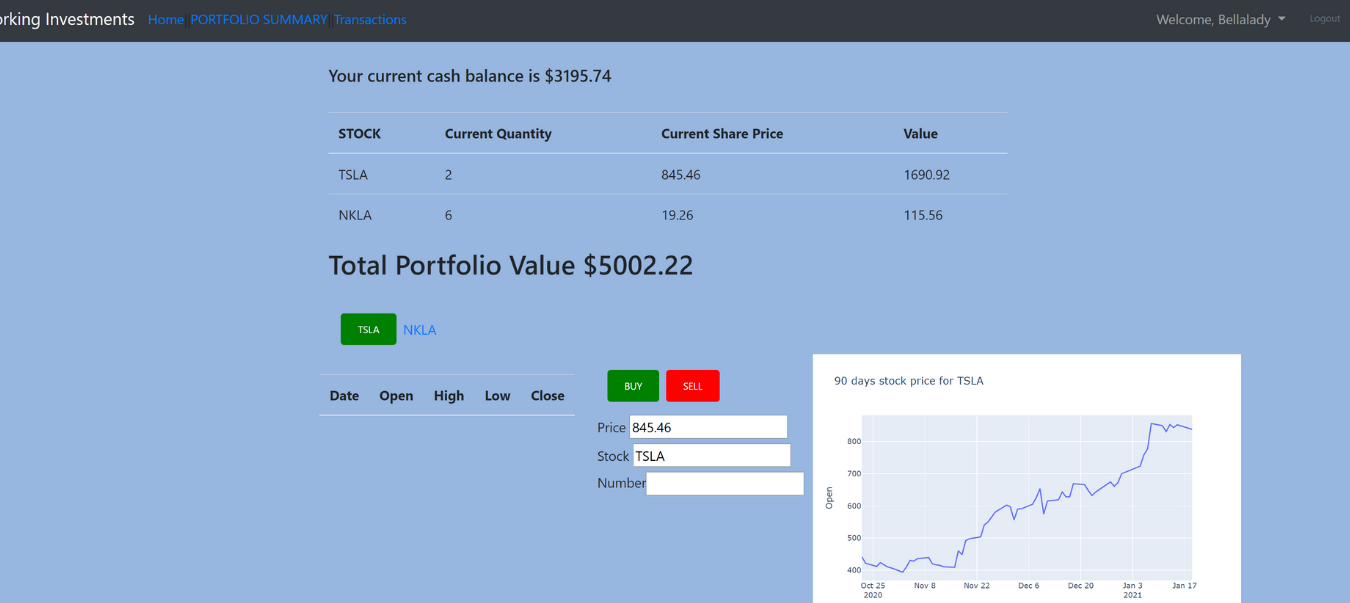 orking Investments Home PORTFOLIO SUMMARY Transactions Welcome, Bellalady Logout
Your current cash balance is $3195.74
STOCK Current Quantity Current Share Price Value
TSLA 2 845.46 1690.92
NKLA 6 19.26 115.56
Total Portfolio Value $5002.22
TSLA NKLA
Date Open High Low Close
BUY SELL
Price 845.46
Stock TSLA
Number
90 days stock price for TSLA
Open
800
700
600
500
400
Oct 25 Nov 8 Nov 22 Dec 6 Dec 20 Jan 3 Jan 17
2020 2021